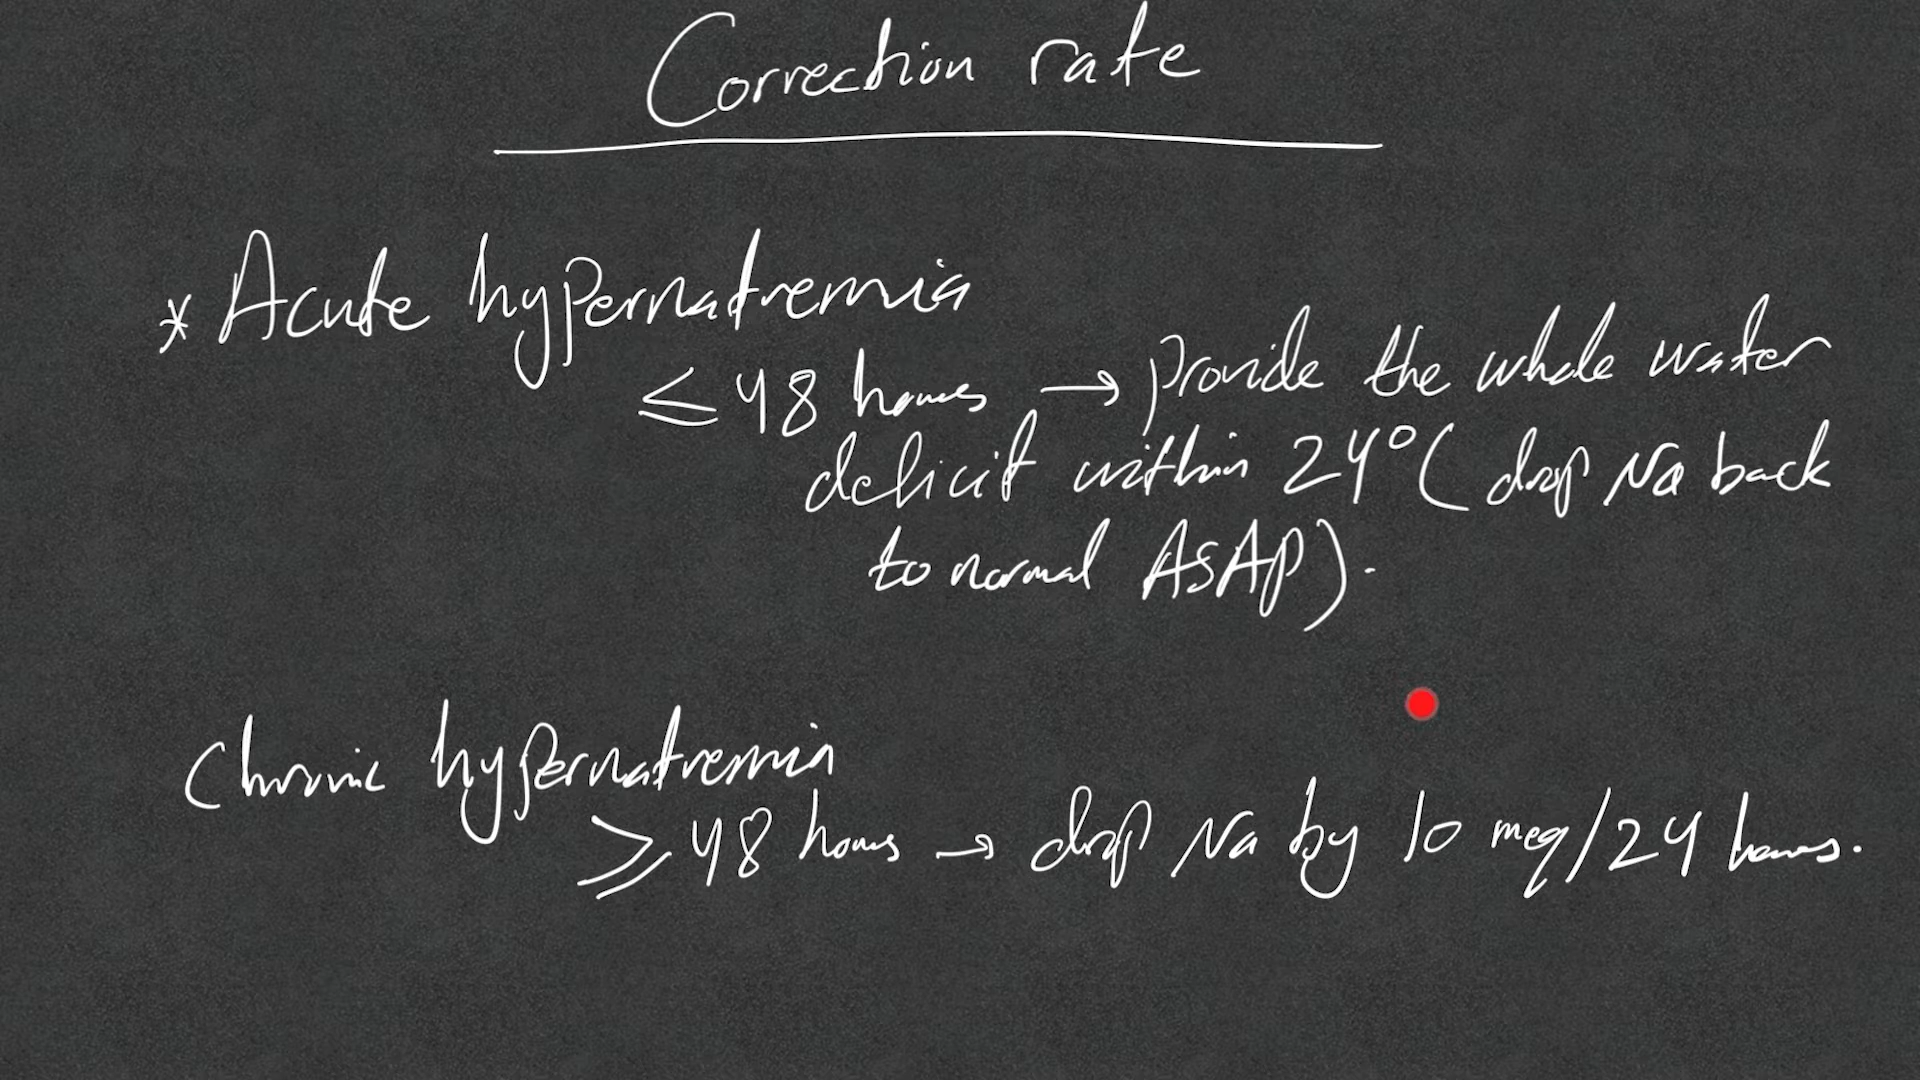 Correction rate
* Acute hypernatremia
≤ 48 hours → provide the whole water
deficit within 24° ( drop Na back
to normal ASAP).
Chronic hypernatremia
≥ 48 hours → drop Na by 10 meq/24 hours.